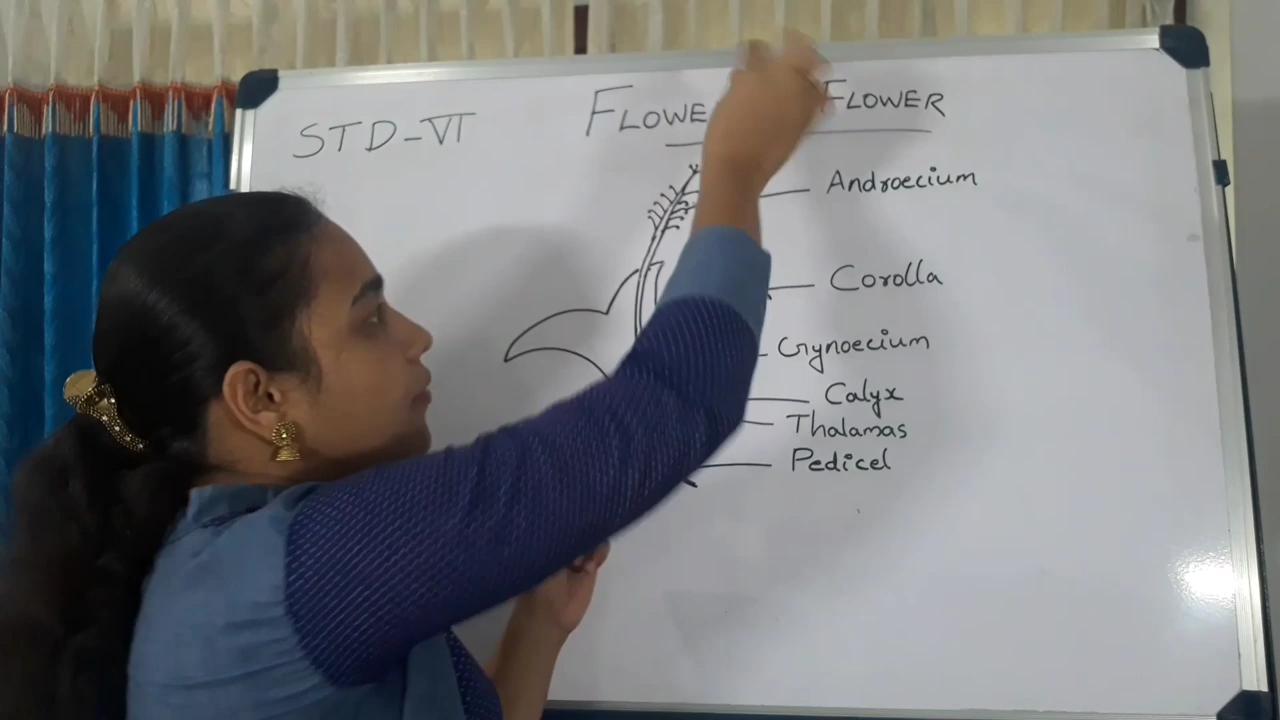 STD-VI
FLOWE FLOWER
Androecium
Corolla
Gynoecium
Calyx
Thalamas
Pedicel